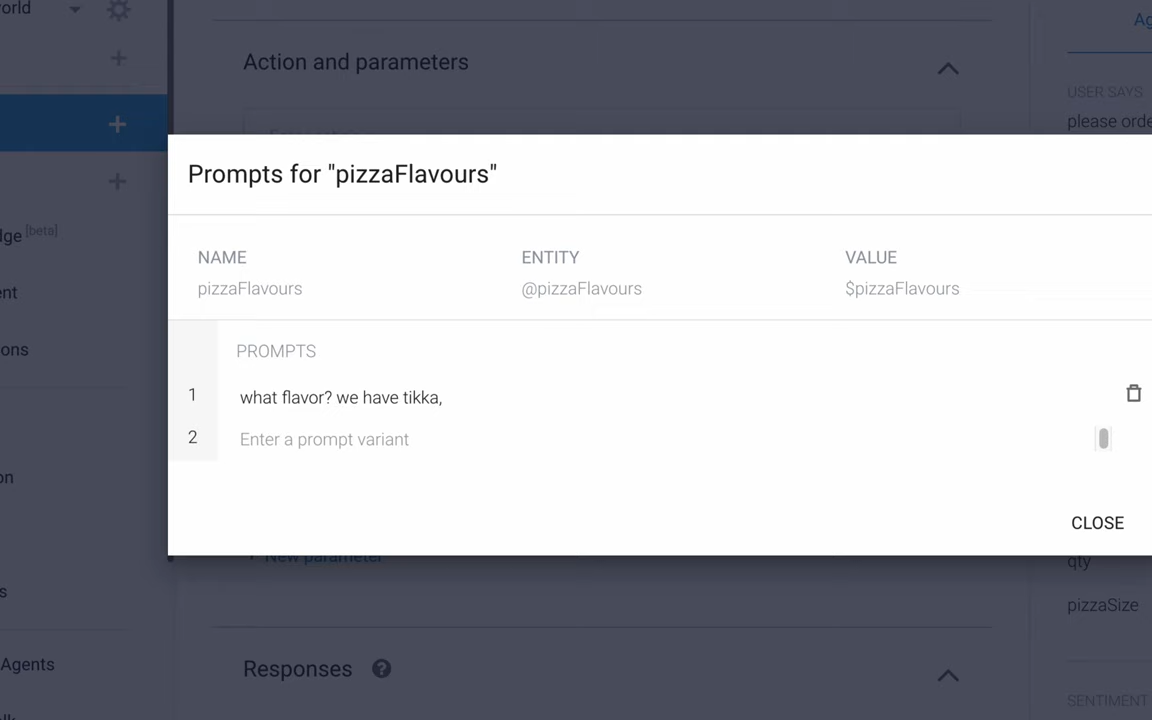 orld
Action and parameters
Ag
USER SAYS
please orde
Prompts for "pizzaFlavours"
dge [beta]
NAME ENTITY VALUE
pizzaFlavours @pizzaFlavours $pizzaFlavours
ent
ons
PROMPTS
1 what flavor? we have tikka,
2 Enter a prompt variant
on
CLOSE
New parameter
qty
s
pizzaSize
Agents
Responses ?
SENTIMENT